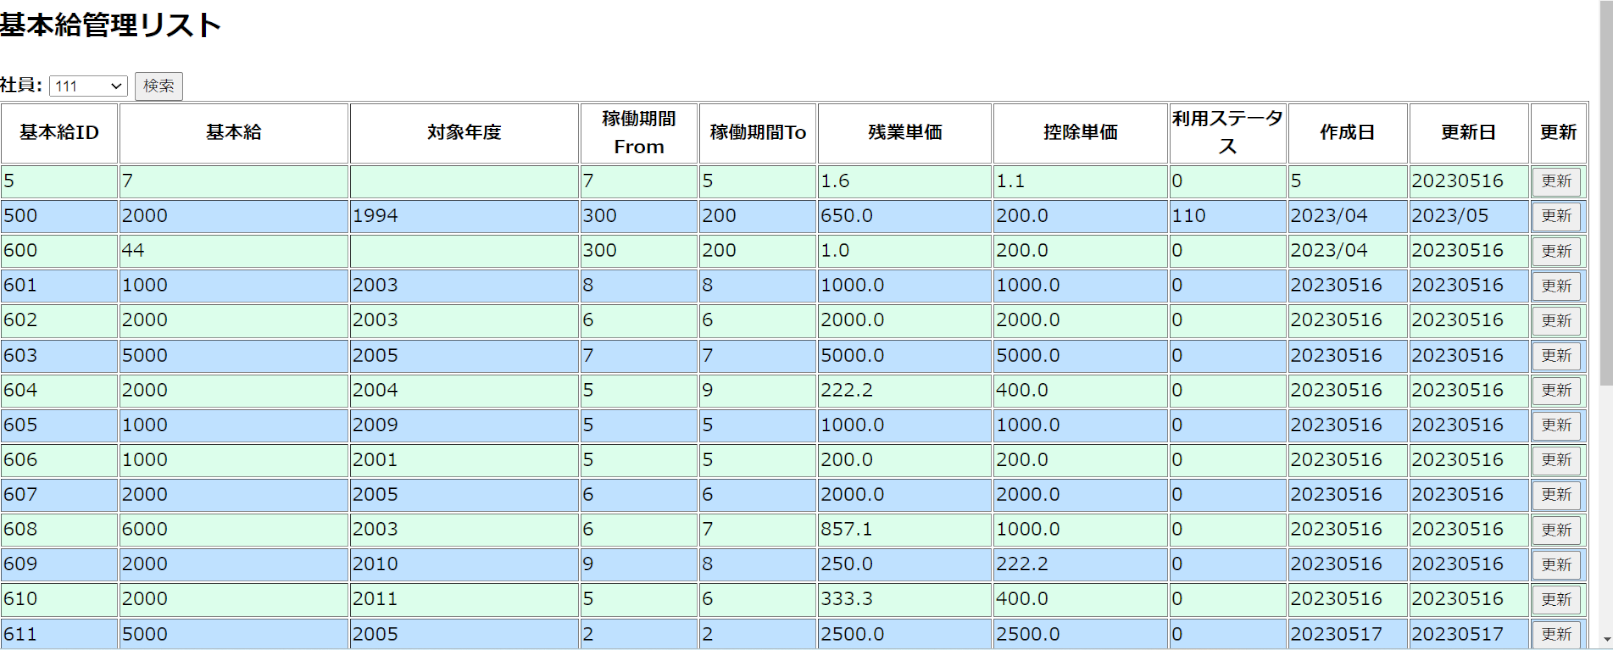 基本給管理リスト
社員: 111 検索
基本給ID 基本給 対象年度 稼働期間From 稼働期間To 残業単価 控除単価 利用ステータス 作成日 更新日 更新
5 7 7 5 1.6 1.1 0 5 20230516 更新
500 2000 1994 300 200 650.0 200.0 110 2023/04 2023/05 更新
600 44 300 200 1.0 200.0 0 2023/04 20230516 更新
601 1000 2003 8 8 1000.0 1000.0 0 20230516 20230516 更新
602 2000 2003 6 6 2000.0 2000.0 0 20230516 20230516 更新
603 5000 2005 7 7 5000.0 5000.0 0 20230516 20230516 更新
604 2000 2004 5 9 222.2 400.0 0 20230516 20230516 更新
605 1000 2009 5 5 1000.0 1000.0 0 20230516 20230516 更新
606 1000 2001 5 5 200.0 200.0 0 20230516 20230516 更新
607 2000 2005 6 6 2000.0 2000.0 0 20230516 20230516 更新
608 6000 2003 6 7 857.1 1000.0 0 20230516 20230516 更新
609 2000 2010 9 8 250.0 222.2 0 20230516 20230516 更新
610 2000 2011 5 6 333.3 400.0 0 20230516 20230516 更新
611 5000 2005 2 2 2500.0 2500.0 0 20230517 20230517 更新